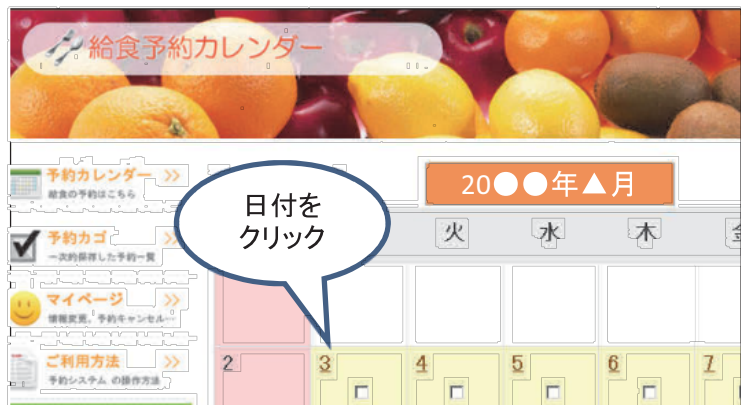 給食予約カレンダー
予約カレンダー >>
給食の予約はこちら
20●●年▲月
日付を
クリック
火 水 木
予約カゴ >>
一次的保存した予約一覧
マイページ >>
情報変更、予約キャンセル
ご利用方法 >>
予約システム の操作方法
2 3 4 5 6 7